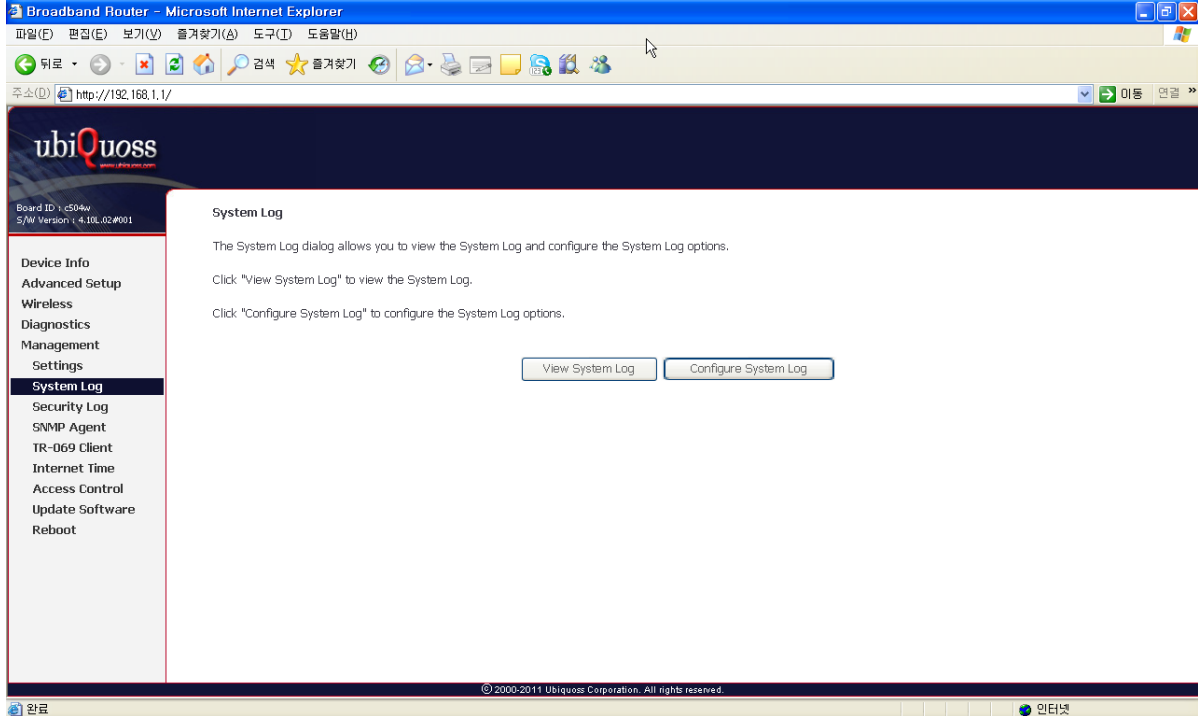 Broadband Router - Microsoft Internet Explorer
파일(F) 편집(E) 보기(V) 즐겨찾기(A) 도구(T) 도움말(H)
뒤로 검색 즐겨찾기
주소(D) http://192.168.1.1/ 이동 연결 »
ubiQuoss
www.ubiquoss.com
Board ID : c504w
S/W Version : 4.10L.02#001
Device Info
Advanced Setup
Wireless
Diagnostics
Management
Settings
System Log
Security Log
SNMP Agent
TR-069 Client
Internet Time
Access Control
Update Software
Reboot
System Log
The System Log dialog allows you to view the System Log and configure the System Log options.
Click "View System Log" to view the System Log.
Click "Configure System Log" to configure the System Log options.
View System Log Configure System Log
© 2000-2011 Ubiquoss Corporation. All rights reserved.
완료 인터넷